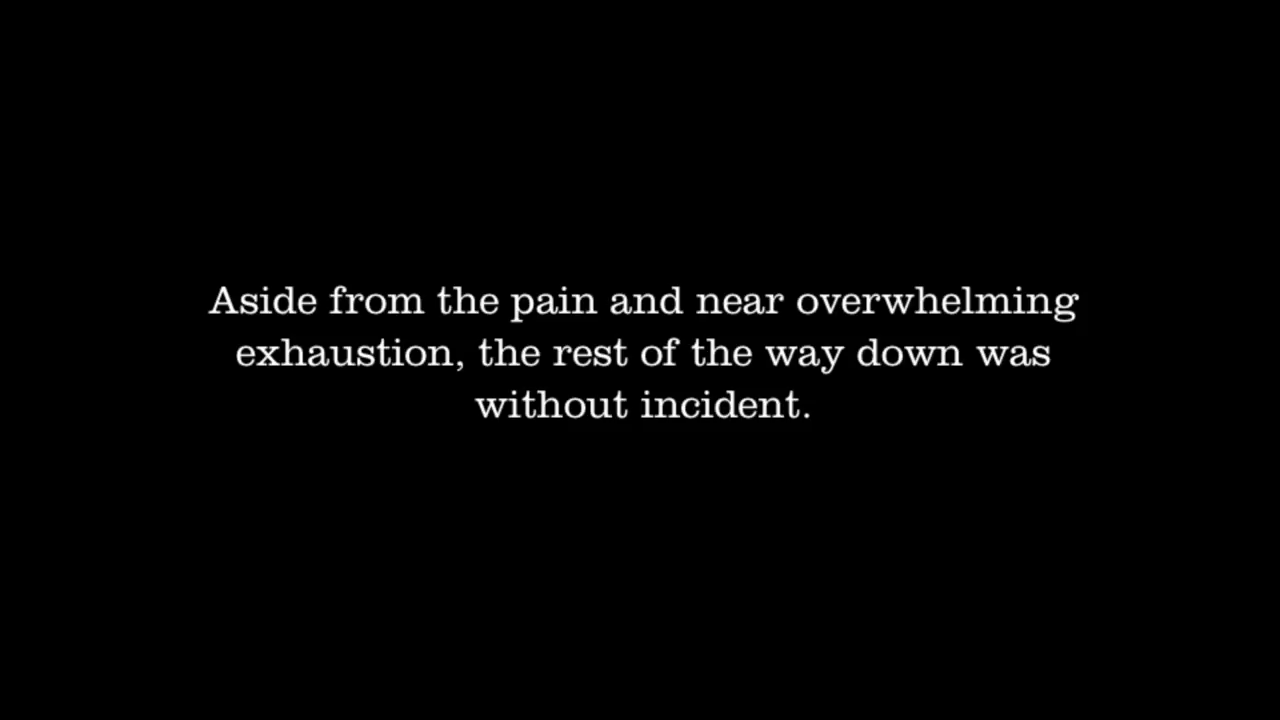 Aside from the pain and near overwhelming
exhaustion, the rest of the way down was
without incident.